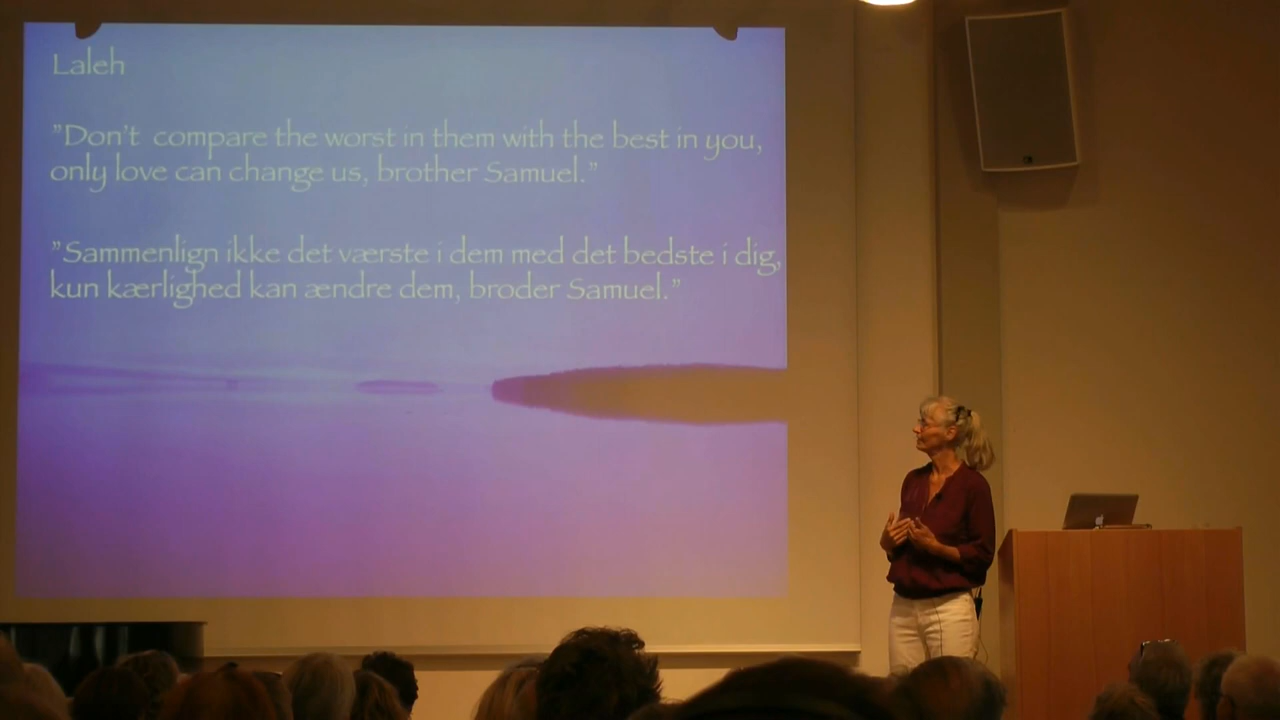 Laleh
"Don't compare the worst in them with the best in you,
only love can change us, brother Samuel."
"Sammenlign ikke det værste i dem med det bedste i dig,
kun kærlighed kan ændre dem, broder Samuel."